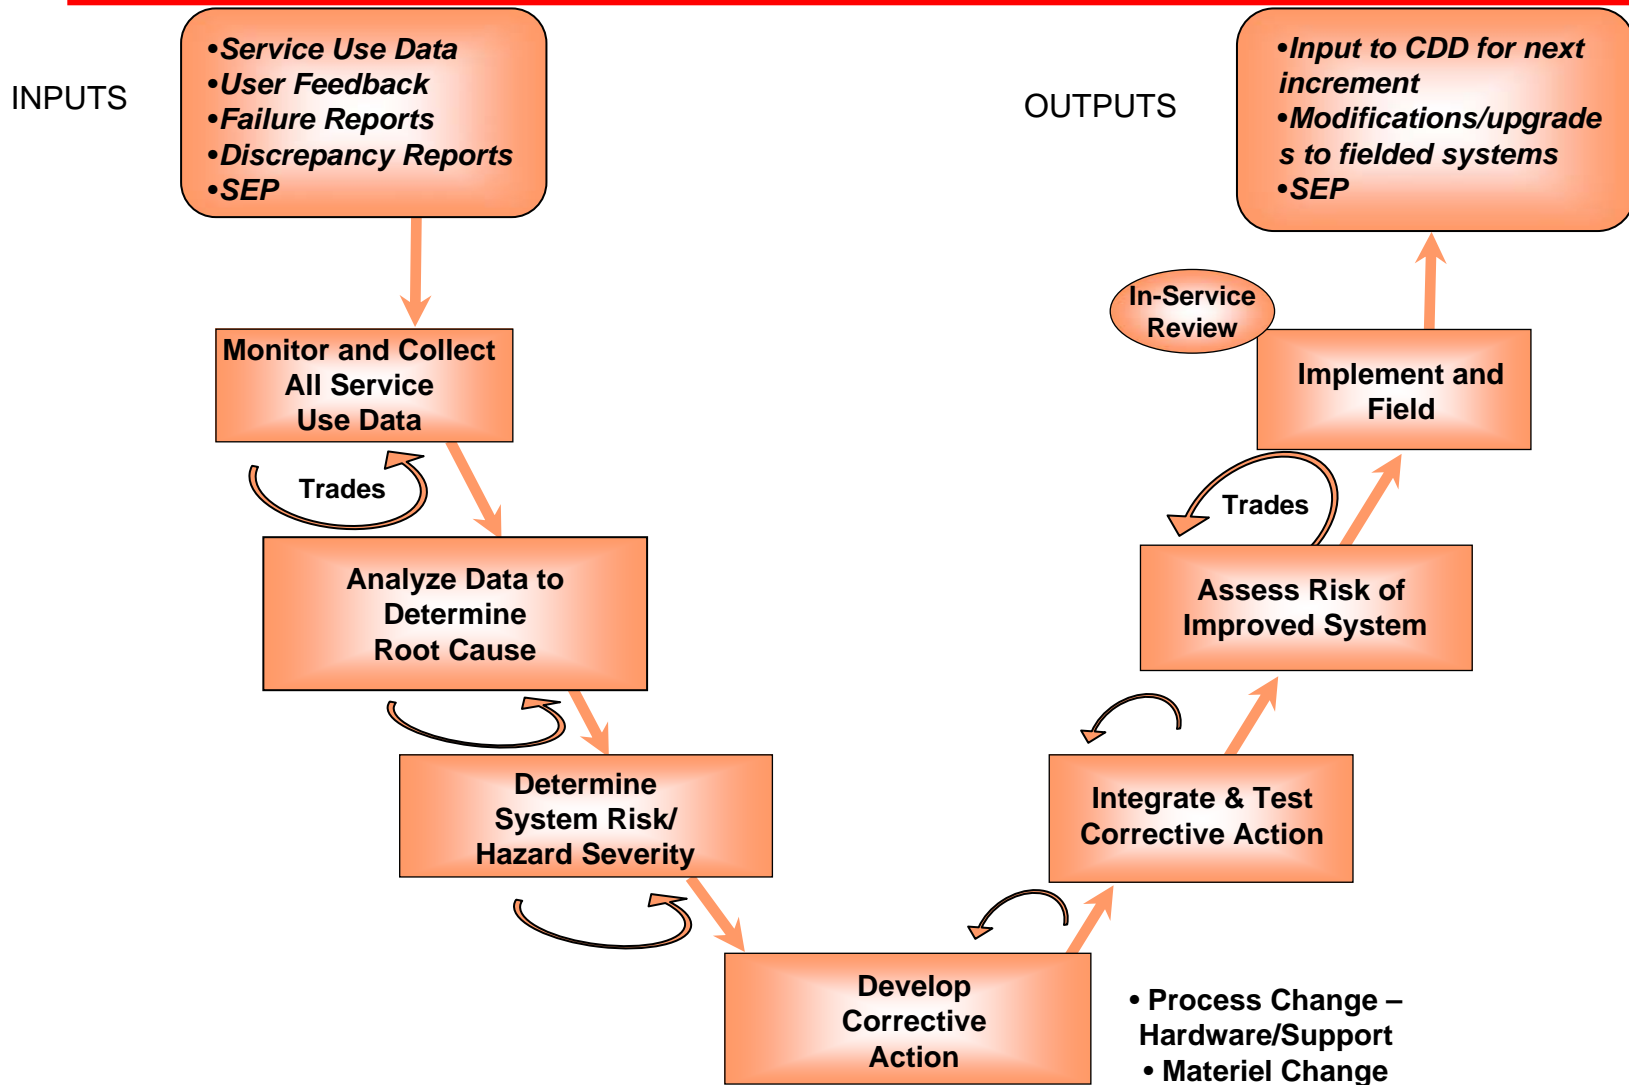 INPUTS
•Service Use Data
•User Feedback
•Failure Reports
•Discrepancy Reports
•SEP
OUTPUTS
•Input to CDD for next
increment
•Modifications/upgrade
s to fielded systems
•SEP
Monitor and Collect
All Service
Use Data
Trades
Analyze Data to
Determine
Root Cause
Determine
System Risk/
Hazard Severity
Develop
Corrective
Action
• Process Change –
Hardware/Support
• Materiel Change
Integrate & Test
Corrective Action
Assess Risk of
Improved System
Trades
Implement and
Field
In-Service
Review